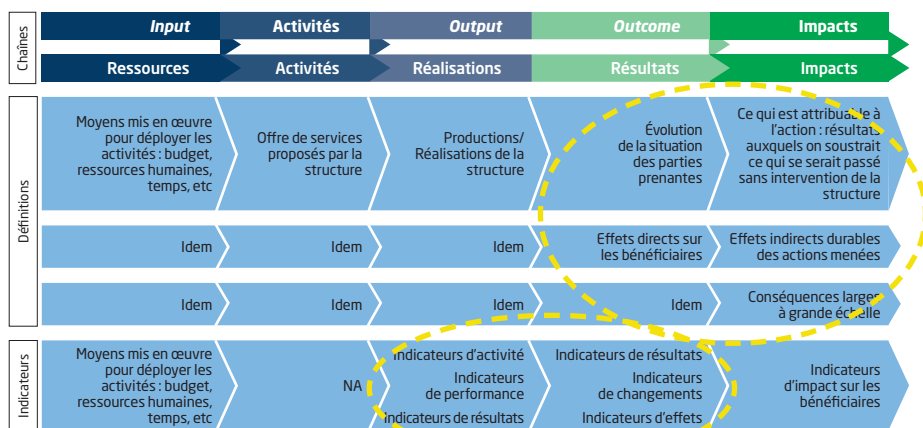 Chaînes
Input
Activités
Output
Outcome
Impacts
Ressources
Activités
Réalisations
Résultats
Impacts
Définitions
Moyens mis en œuvre
pour déployer les
activités : budget,
ressources humaines,
temps, etc
Offre de services
proposés par la
structure
Productions/
Réalisations de la
structure
Évolution
de la situation
des parties
prenantes
Ce qui est attribuable à
l'action : résultats
auxquels on soustrait
ce qui se serait passé
sans intervention de la
structure
Idem
Idem
Idem
Effets directs sur
les bénéficiaires
Effets indirects durables
des actions menées
Idem
Idem
Idem
Idem
Conséquences larges
à grande échelle
Indicateurs
Moyens mis en œuvre
pour déployer les
activités : budget,
ressources humaines,
temps, etc
NA
Indicateurs d'activité
Indicateurs
de performance
Indicateurs de résultats
Indicateurs de résultats
Indicateurs
de changements
Indicateurs d'effets
Indicateurs
d'impact sur les
bénéficiaires